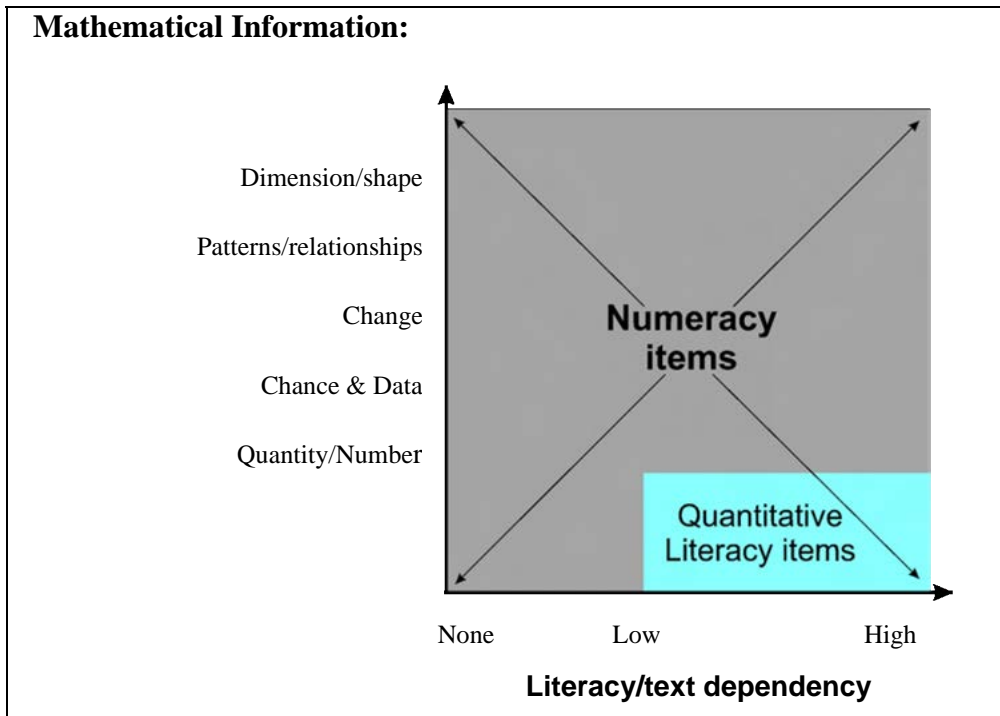 Mathematical Information:
Dimension/shape
Patterns/relationships
Change
Chance & Data
Quantity/Number
Numeracy
items
Quantitative
Literacy items
None Low High
Literacy/text dependency